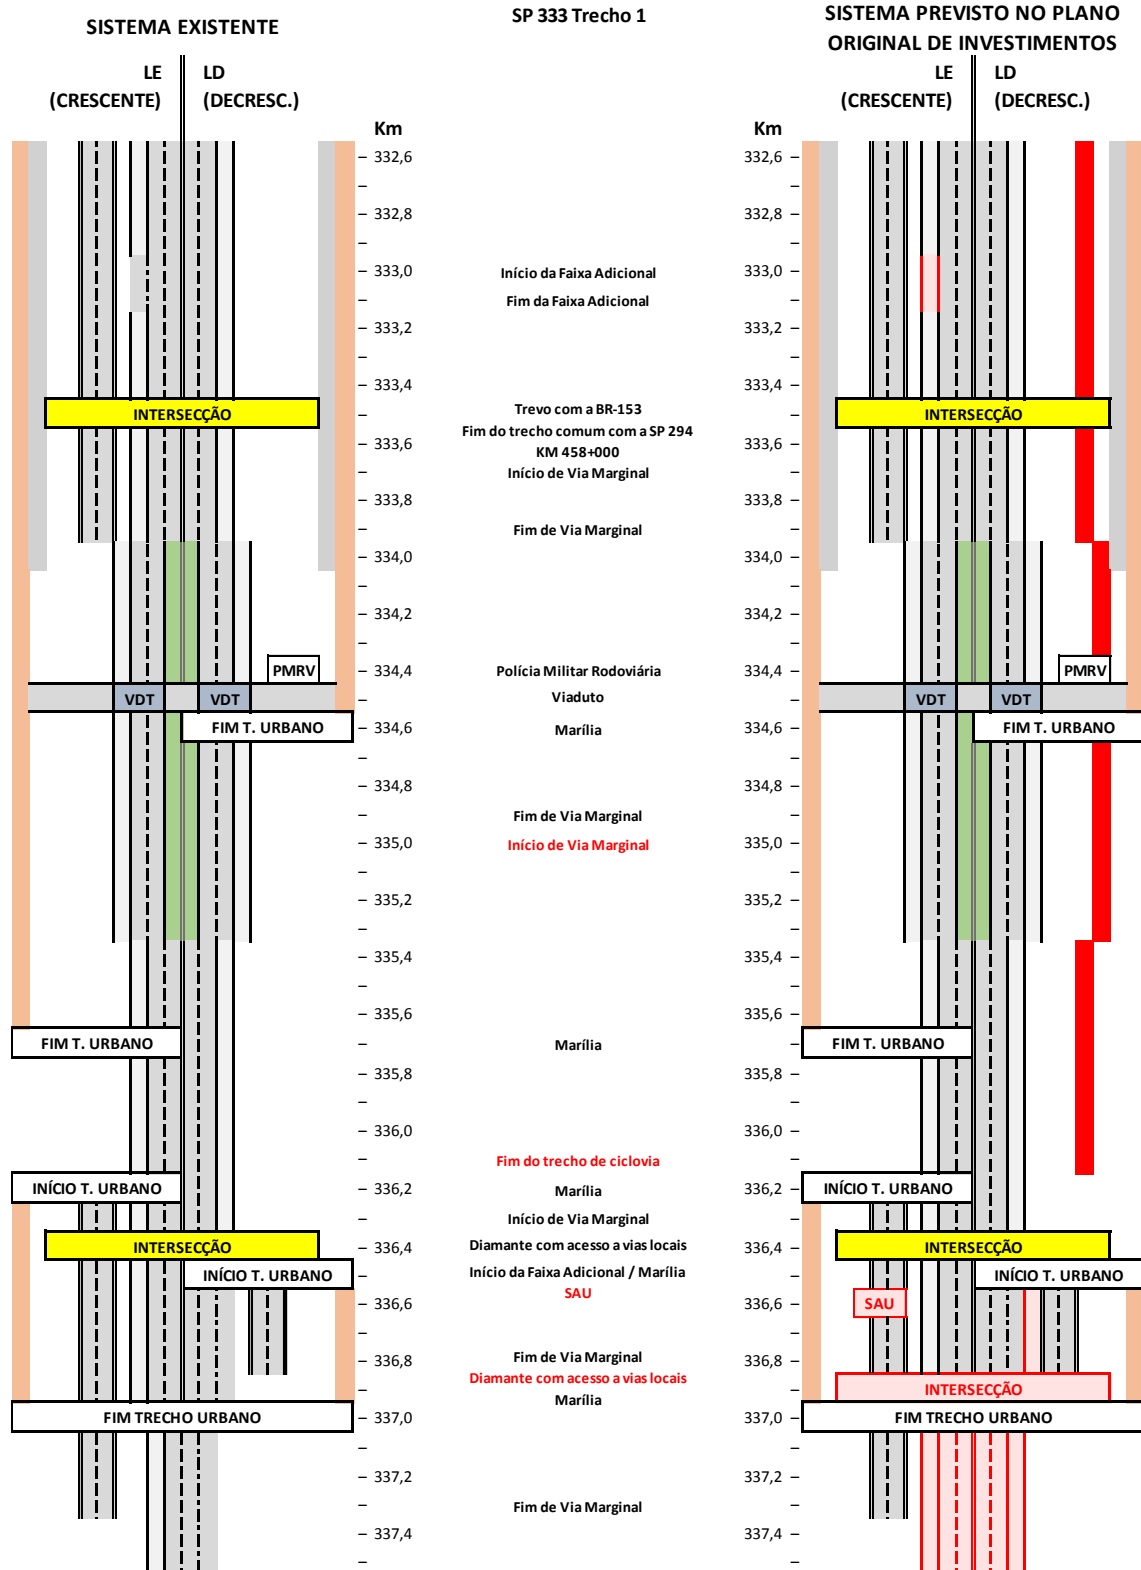 SP 333 Trecho 1
SISTEMA EXISTENTE
SISTEMA PREVISTO NO PLANO
ORIGINAL DE INVESTIMENTOS
LE LD
(CRESCENTE) (DECRESC.)
LE LD
(CRESCENTE) (DECRESC.)
Km Km
332,6 332,6
332,8 332,8
333,0 Início da Faixa Adicional 333,0
Fim da Faixa Adicional
333,2 333,2
333,4 333,4
INTERSECÇÃO Trevo com a BR-153 INTERSECÇÃO
Fim do trecho comum com a SP 294
333,6 333,6
KM 458+000
Início de Via Marginal
333,8 333,8
Fim de Via Marginal
334,0 334,0
334,2 334,2
PMRV 334,4 Polícia Militar Rodoviária 334,4 PMRV
VDT VDT Viaduto VDT VDT
FIM T. URBANO 334,6 Marília 334,6 FIM T. URBANO
334,8 334,8
Fim de Via Marginal
335,0 Início de Via Marginal 335,0
335,2 335,2
335,4 335,4
335,6 335,6
FIM T. URBANO Marília FIM T. URBANO
335,8 335,8
336,0 336,0
Fim do trecho de ciclovia
INÍCIO T. URBANO 336,2 Marília 336,2 INÍCIO T. URBANO
Início de Via Marginal
INTERSECÇÃO 336,4 Diamante com acesso a vias locais 336,4 INTERSECÇÃO
INÍCIO T. URBANO Início da Faixa Adicional / Marília INÍCIO T. URBANO
SAU
336,6 336,6 SAU
336,8 Fim de Via Marginal 336,8
Diamante com acesso a vias locais INTERSECÇÃO
Marília
FIM TRECHO URBANO 337,0 337,0 FIM TRECHO URBANO
337,2 337,2
Fim de Via Marginal
337,4 337,4